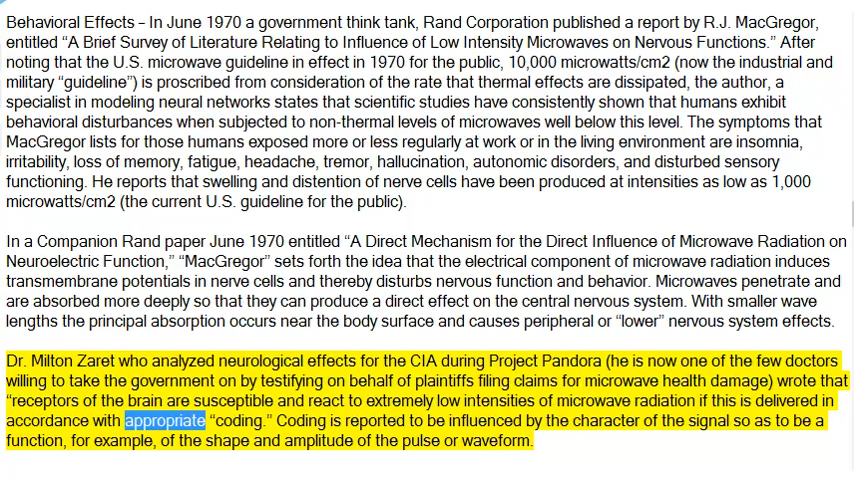 Behavioral Effects – In June 1970 a government think tank, Rand Corporation published a report by R.J. MacGregor,
entitled “A Brief Survey of Literature Relating to Influence of Low Intensity Microwaves on Nervous Functions.” After
noting that the U.S. microwave guideline in effect in 1970 for the public, 10,000 microwatts/cm2 (now the industrial and
military “guideline”) is proscribed from consideration of the rate that thermal effects are dissipated, the author, a
specialist in modeling neural networks states that scientific studies have consistently shown that humans exhibit
behavioral disturbances when subjected to non-thermal levels of microwaves well below this level. The symptoms that
MacGregor lists for those humans exposed more or less regularly at work or in the living environment are insomnia,
irritability, loss of memory, fatigue, headache, tremor, hallucination, autonomic disorders, and disturbed sensory
functioning. He reports that swelling and distention of nerve cells have been produced at intensities as low as 1,000
microwatts/cm2 (the current U.S. guideline for the public).
In a Companion Rand paper June 1970 entitled “A Direct Mechanism for the Direct Influence of Microwave Radiation on
Neuroelectric Function,” “MacGregor” sets forth the idea that the electrical component of microwave radiation induces
transmembrane potentials in nerve cells and thereby disturbs nervous function and behavior. Microwaves penetrate and
are absorbed more deeply so that they can produce a direct effect on the central nervous system. With smaller wave
lengths the principal absorption occurs near the body surface and causes peripheral or “lower” nervous system effects.
Dr. Milton Zaret who analyzed neurological effects for the CIA during Project Pandora (he is now one of the few doctors
willing to take the government on by testifying on behalf of plaintiffs filing claims for microwave health damage) wrote that
“receptors of the brain are susceptible and react to extremely low intensities of microwave radiation if this is delivered in
accordance with appropriate “coding.” Coding is reported to be influenced by the character of the signal so as to be a
function, for example, of the shape and amplitude of the pulse or waveform.